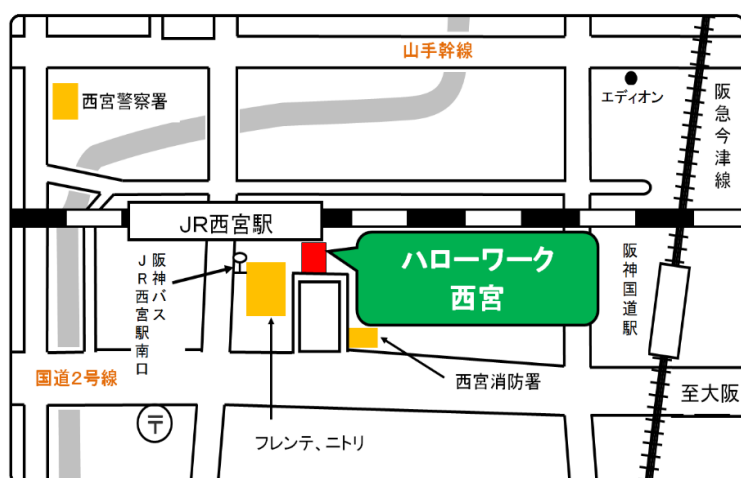 山手幹線
西宮警察署
エディオン
阪急今津線
JR西宮駅
ハローワーク
西宮
阪神バス
JR西宮駅南口
阪神国道駅
国道2号線
西宮消防署
至大阪
〒
フレンテ、ニトリ